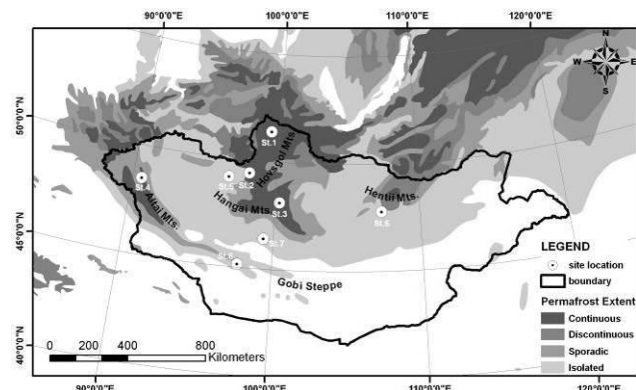 90°0'0"E
100°0'0"E
110°0'0"E
120°0'0"E
N
W
E
S
50°0'0"N
St.1
Hovsgol Mts.
St.4
St.5
St.2
Altai Mts.
Hangai Mts.
St.3
Hentii Mts.
St.6
45°0'0"N
St.7
Gobi Steppe
LEGEND
site location
boundary
Permafrost Extent
Continuous
Discontinuous
Sporadic
Isolated
0 200 400 800
Kilometers
40°0'0"N
90°0'0"E
100°0'0"E
110°0'0"E
120°0'0"E